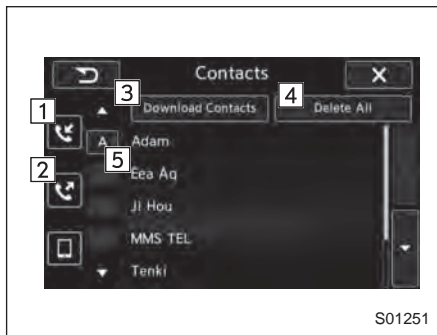 Contacts
3 4
Download Contacts Delete All
1
A Adam
5
Eea Aq
2
Ji Hou
MMS TEL
Tenki
S01251